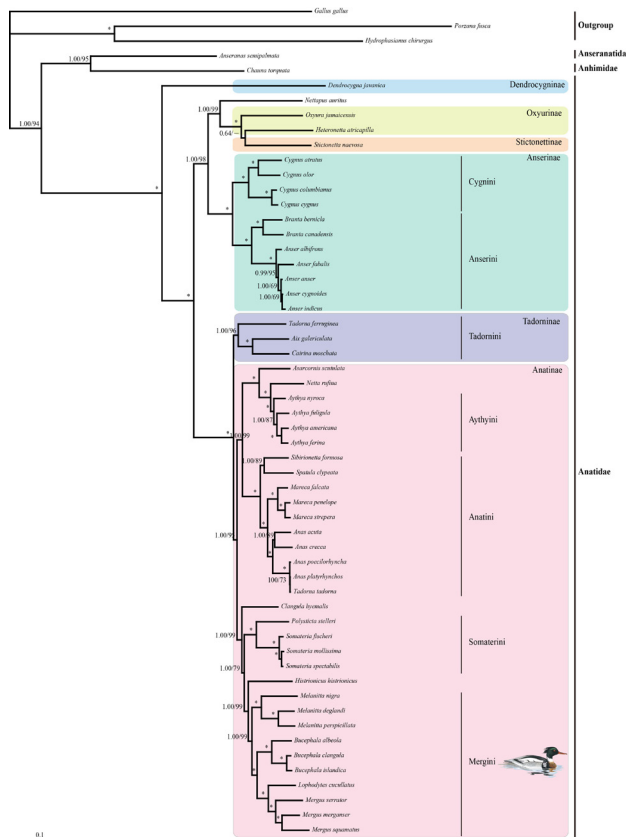 Gallus gallus
* Porzana fusca
* Hydrophasianus chirurgus
Outgroup
1.00/95 Anseranas semipalmata
Anseranatida
Chauna torquata
Anhimidae
Dendrocygna javanica
Dendrocygninae
1.00/99 Nettapus auritus
1.00/94
* Oxyura jamaicensis
Oxyurinae
0.64/ Heteronetta atricapilla
Stictonetta naevosa
Stictonettinae
1.00/98
* Cygnus atratus
Anserinae
* Cygnus olor
Cygnini
* Cygnus columbiana
Cygnus cygnus
* Branta bernicla
* Branta canadensis
* Anser albifrons
Anser fabalis
Anserini
0.99/95 Anser anser
1.00/69 Anser cygnoides
1.00/69 Anser indicus
1.00/96 Tadorna ferruginea
Tadorninae
* Aix galericulata
Tadornini
Cairina moschata
* Asarcornis scutulata
Anatinae
* Netta rufina
* Aythya nyroca
1.00/87 Aythya fuligula
Aythyini
* Aythya americana
Aythya ferina
1.00/99
1.00/89 Sibirionetta formosa
Spatula clypeata
Anatidae
* Mareca falcata
* Mareca penelope
Mareca strepera
Anatini
1.00/99 Anas acuta
Anas crecca
* Anas poecilorhyncha
100/73 Anas platyrhynchos
Tadorna tadorna
Clangula hyemalis
* Polysticta stelleri
1.00/99
* Somateria fischeri
Somaterini
* Somateria mollissima
Somateria spectabilis
1.00/79
Histrionicus histrionicus
* Melanitta nigra
1.00/99
* Melanitta deglandi
Melanitta perspicillata
1.00/99
* Bucephala albeola
* Bucephala clangula
Mergini
Bucephala islandica
* Lophodytes cucullatus
* Mergus serrator
* Mergus merganser
Mergus squamatus
0.1